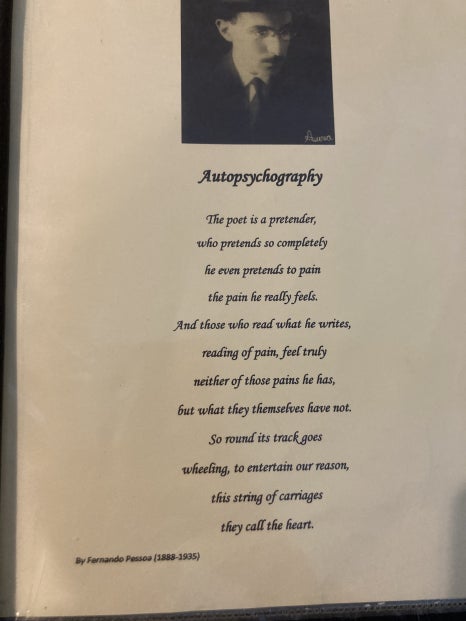 Autopsychography
The poet is a pretender,
who pretends so completely
he even pretends to pain
the pain he really feels.
And those who read what he writes,
reading of pain, feel truly
neither of those pains he has,
but what they themselves have not.
So round its track goes
wheeling, to entertain our reason,
this string of carriages
they call the heart.
By Fernando Pessoa (1888-1935)